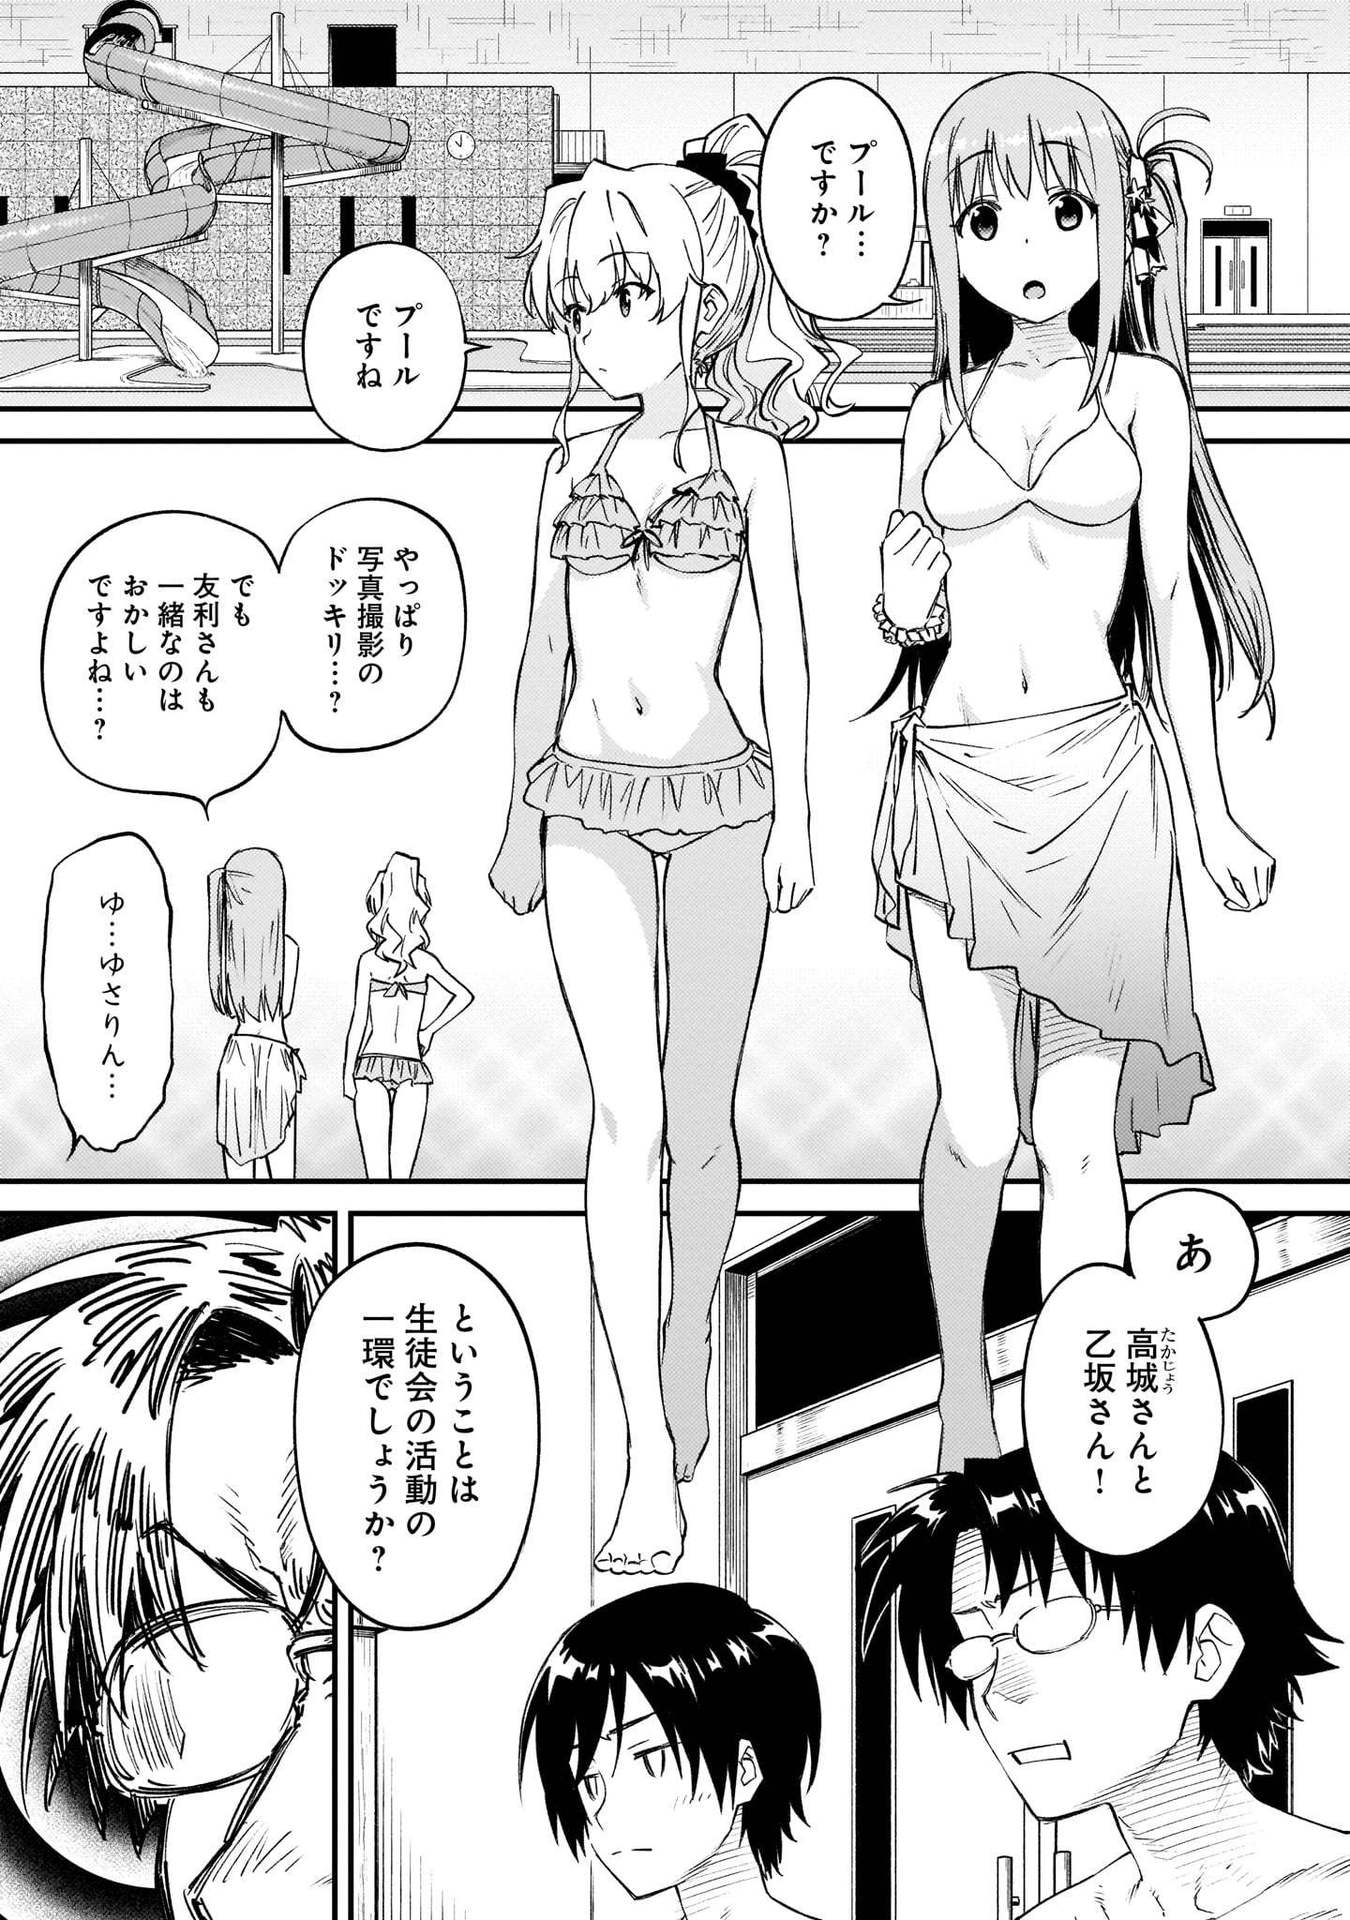 プール…
ですか？
プール
ですね
やっぱり
写真撮影の
ドッキリ…？
でも
友利さんも
一緒なのは
おかしい
ですよね…？
ゆ…ゆさりん…
あ
高城さんと
たかじょう
乙坂さん！
ということは
生徒会の活動の
一環でしょうか？